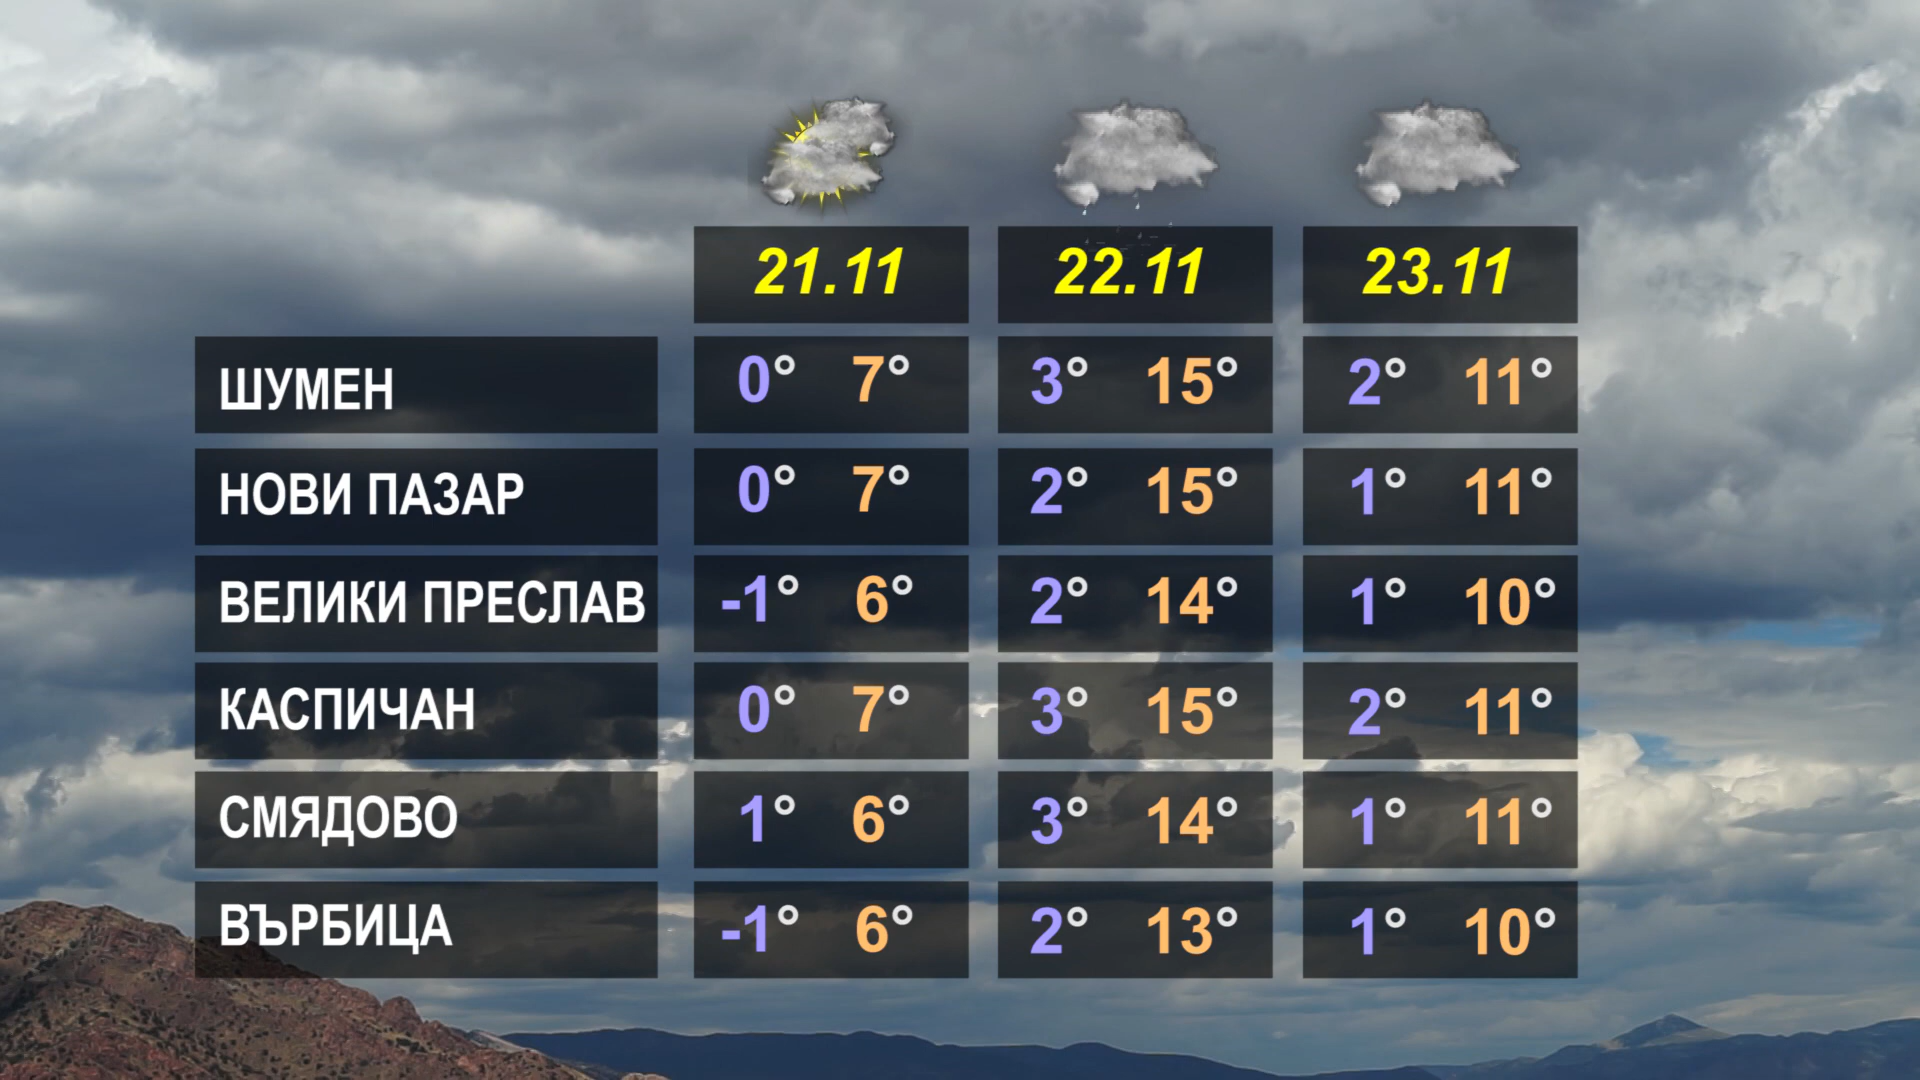 21.11 22.11 23.11
ШУМЕН 0° 7° 3° 15° 2° 11°
НОВИ ПАЗАР 0° 7° 2° 15° 1° 11°
ВЕЛИКИ ПРЕСЛАВ -1° 6° 2° 14° 1° 10°
КАСПИЧАН 0° 7° 3° 15° 2° 11°
СМЯДОВО 1° 6° 3° 14° 1° 11°
ВЪРБИЦА -1° 6° 2° 13° 1° 10°